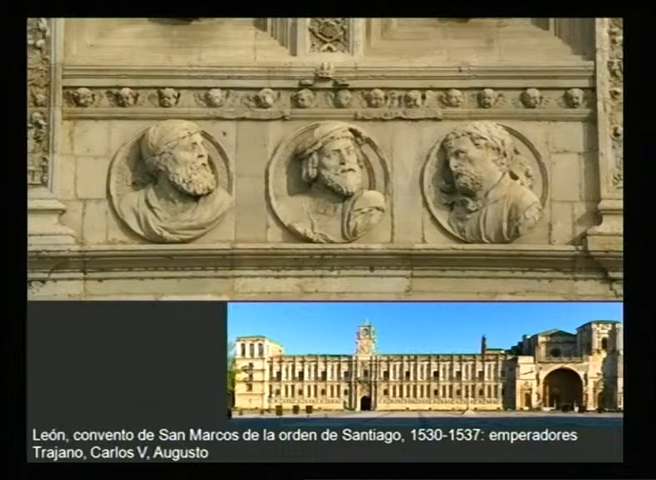 León, convento de San Marcos de la orden de Santiago, 1530-1537: emperadores
Trajano, Carlos V, Augusto